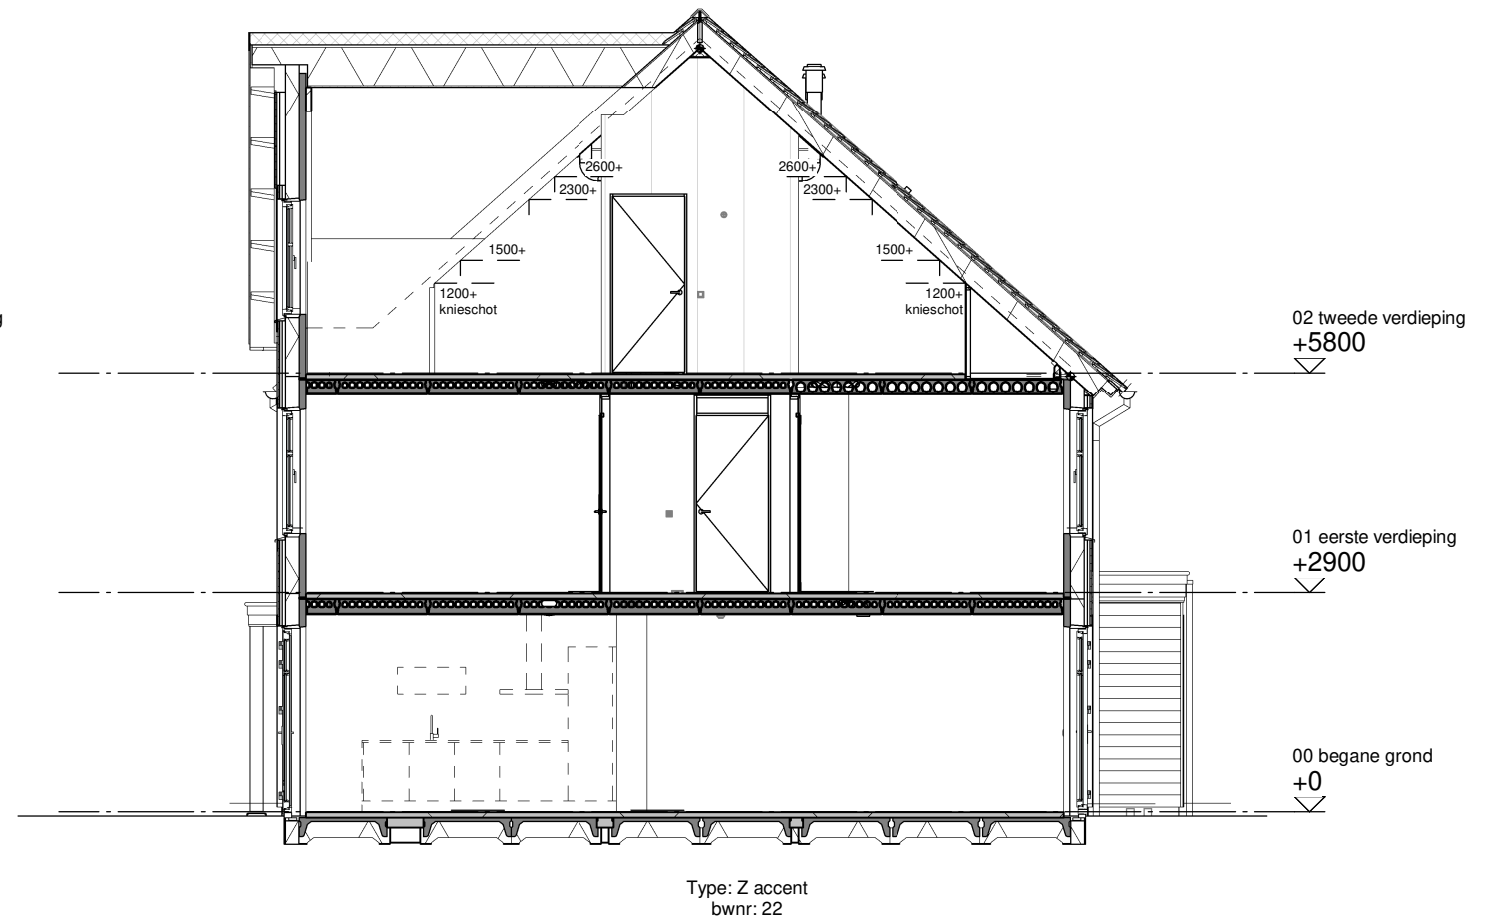 2600+
2600+
2300+
2300+
1500+
1500+
1200+
knieschot
1200+
knieschot
02 tweede verdieping
+5800
01 eerste verdieping
+2900
00 begane grond
+0
Type: Z accent
bwnr: 22